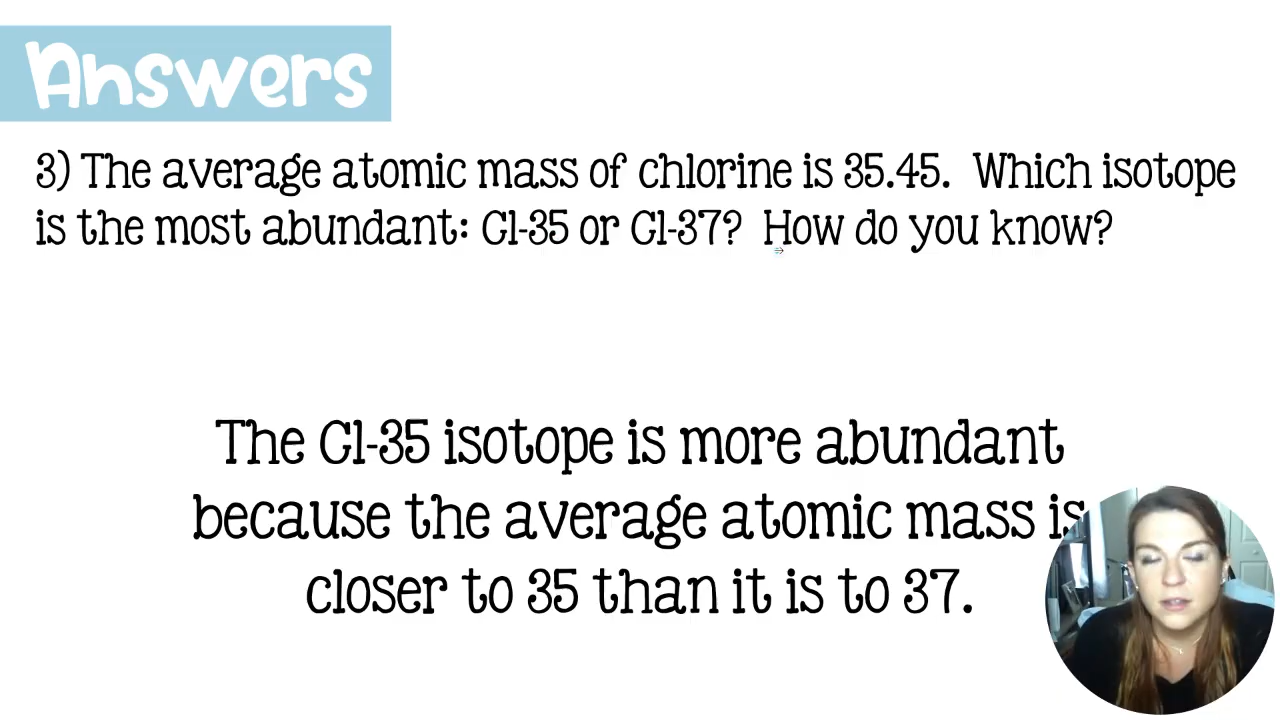 Answers
3) The average atomic mass of chlorine is 35.45. Which isotope
is the most abundant: Cl-35 or Cl-37? How do you know?
The Cl-35 isotope is more abundant
because the average atomic mass is
closer to 35 than it is to 37.